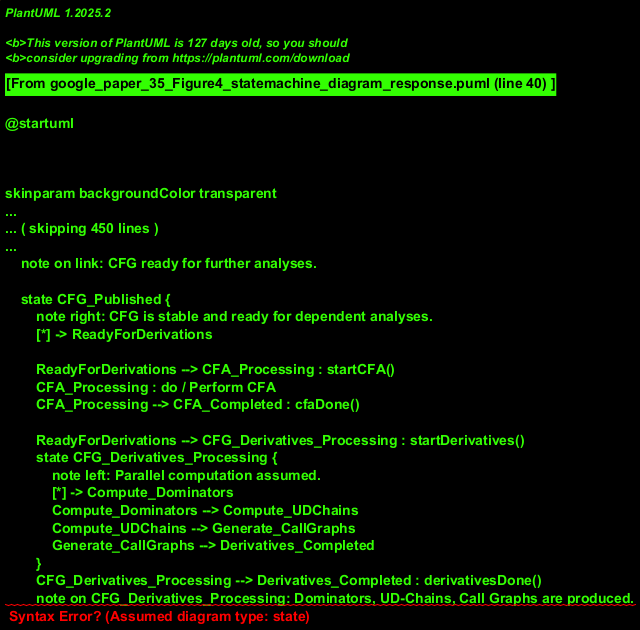 PlantUML 1.2025.2
<b>This version of PlantUML is 127 days old, so you should
<b>consider upgrading from https://plantuml.com/download
[From google_paper_35_Figure4_statemachine_diagram_response.puml (line 40) ]
@startuml
skinparam backgroundColor transparent
...
... ( skipping 450 lines )
...
note on link: CFG ready for further analyses.
state CFG_Published {
note right: CFG is stable and ready for dependent analyses.
[*] -> ReadyForDerivations
ReadyForDerivations --> CFA_Processing : startCFA()
CFA_Processing : do / Perform CFA
CFA_Processing --> CFA_Completed : cfaDone()
ReadyForDerivations --> CFG_Derivatives_Processing : startDerivatives()
state CFG_Derivatives_Processing {
note left: Parallel computation assumed.
[*] -> Compute_Dominators
Compute_Dominators --> Compute_UDChains
Compute_UDChains --> Generate_CallGraphs
Generate_CallGraphs --> Derivatives_Completed
}
CFG_Derivatives_Processing --> Derivatives_Completed : derivativesDone()
note on CFG_Derivatives_Processing: Dominators, UD-Chains, Call Graphs are produced.
Syntax Error? (Assumed diagram type: state)